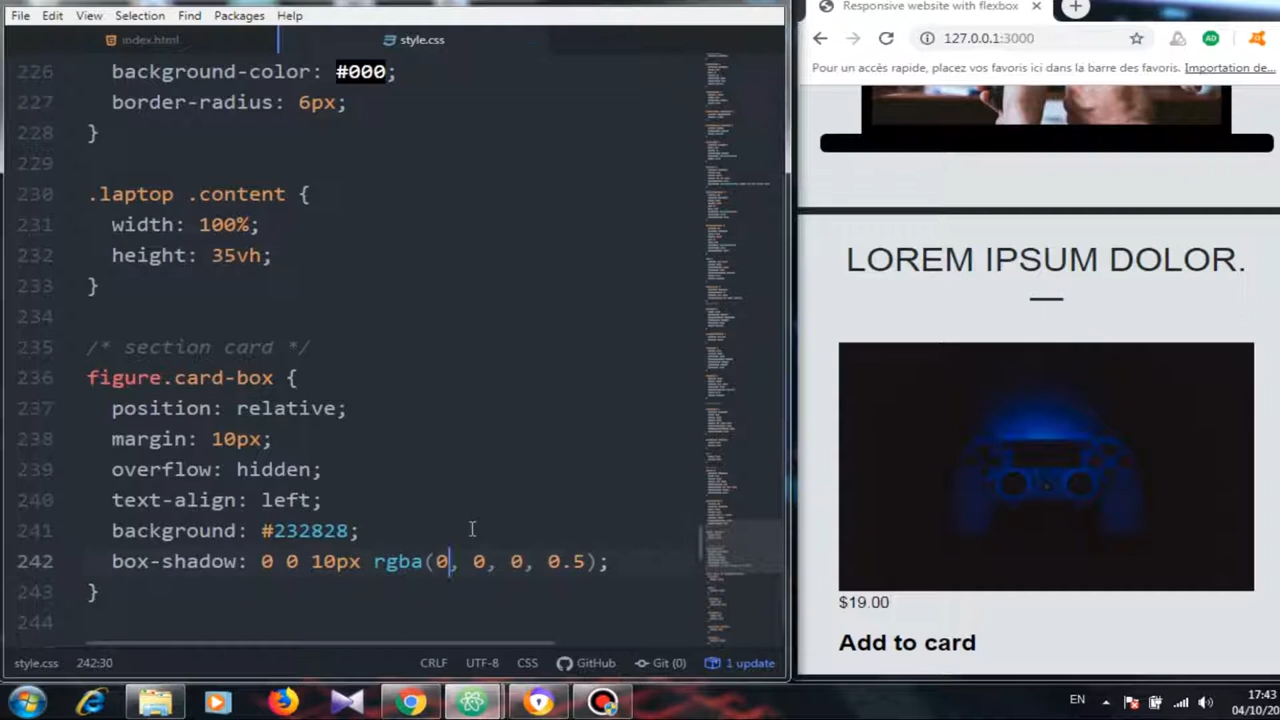 File Edit View Selection Find Packages Help
index.html
style.css
226 background-color: #000;
227 border-radius: 6px;
228 }
229
230 .laptop content {
231 width: 100%;
232 height: 35vh;
233 }
234
235 /* section card */
236 figure.card-box {
237 position: relative;
238 margin: 10px;
239 overflow: hidden;
240 text-align: left;
241 background: #232828;
242 box-shdow: 0 0 10px rgba(0, 0, 0, 0.5);
243 }
244
style.css 242:30 CRLF UTF-8 CSS GitHub Git (0) 1 update
Responsive website with flexbox
127.0.0.1:3000
AD
Pour un accès rapide, placez vos favoris ici dans la barre des favoris. Importation de...
LOREM IPSUM DOLOR.
$19.00
Add to card
EN
17:43
04/10/20